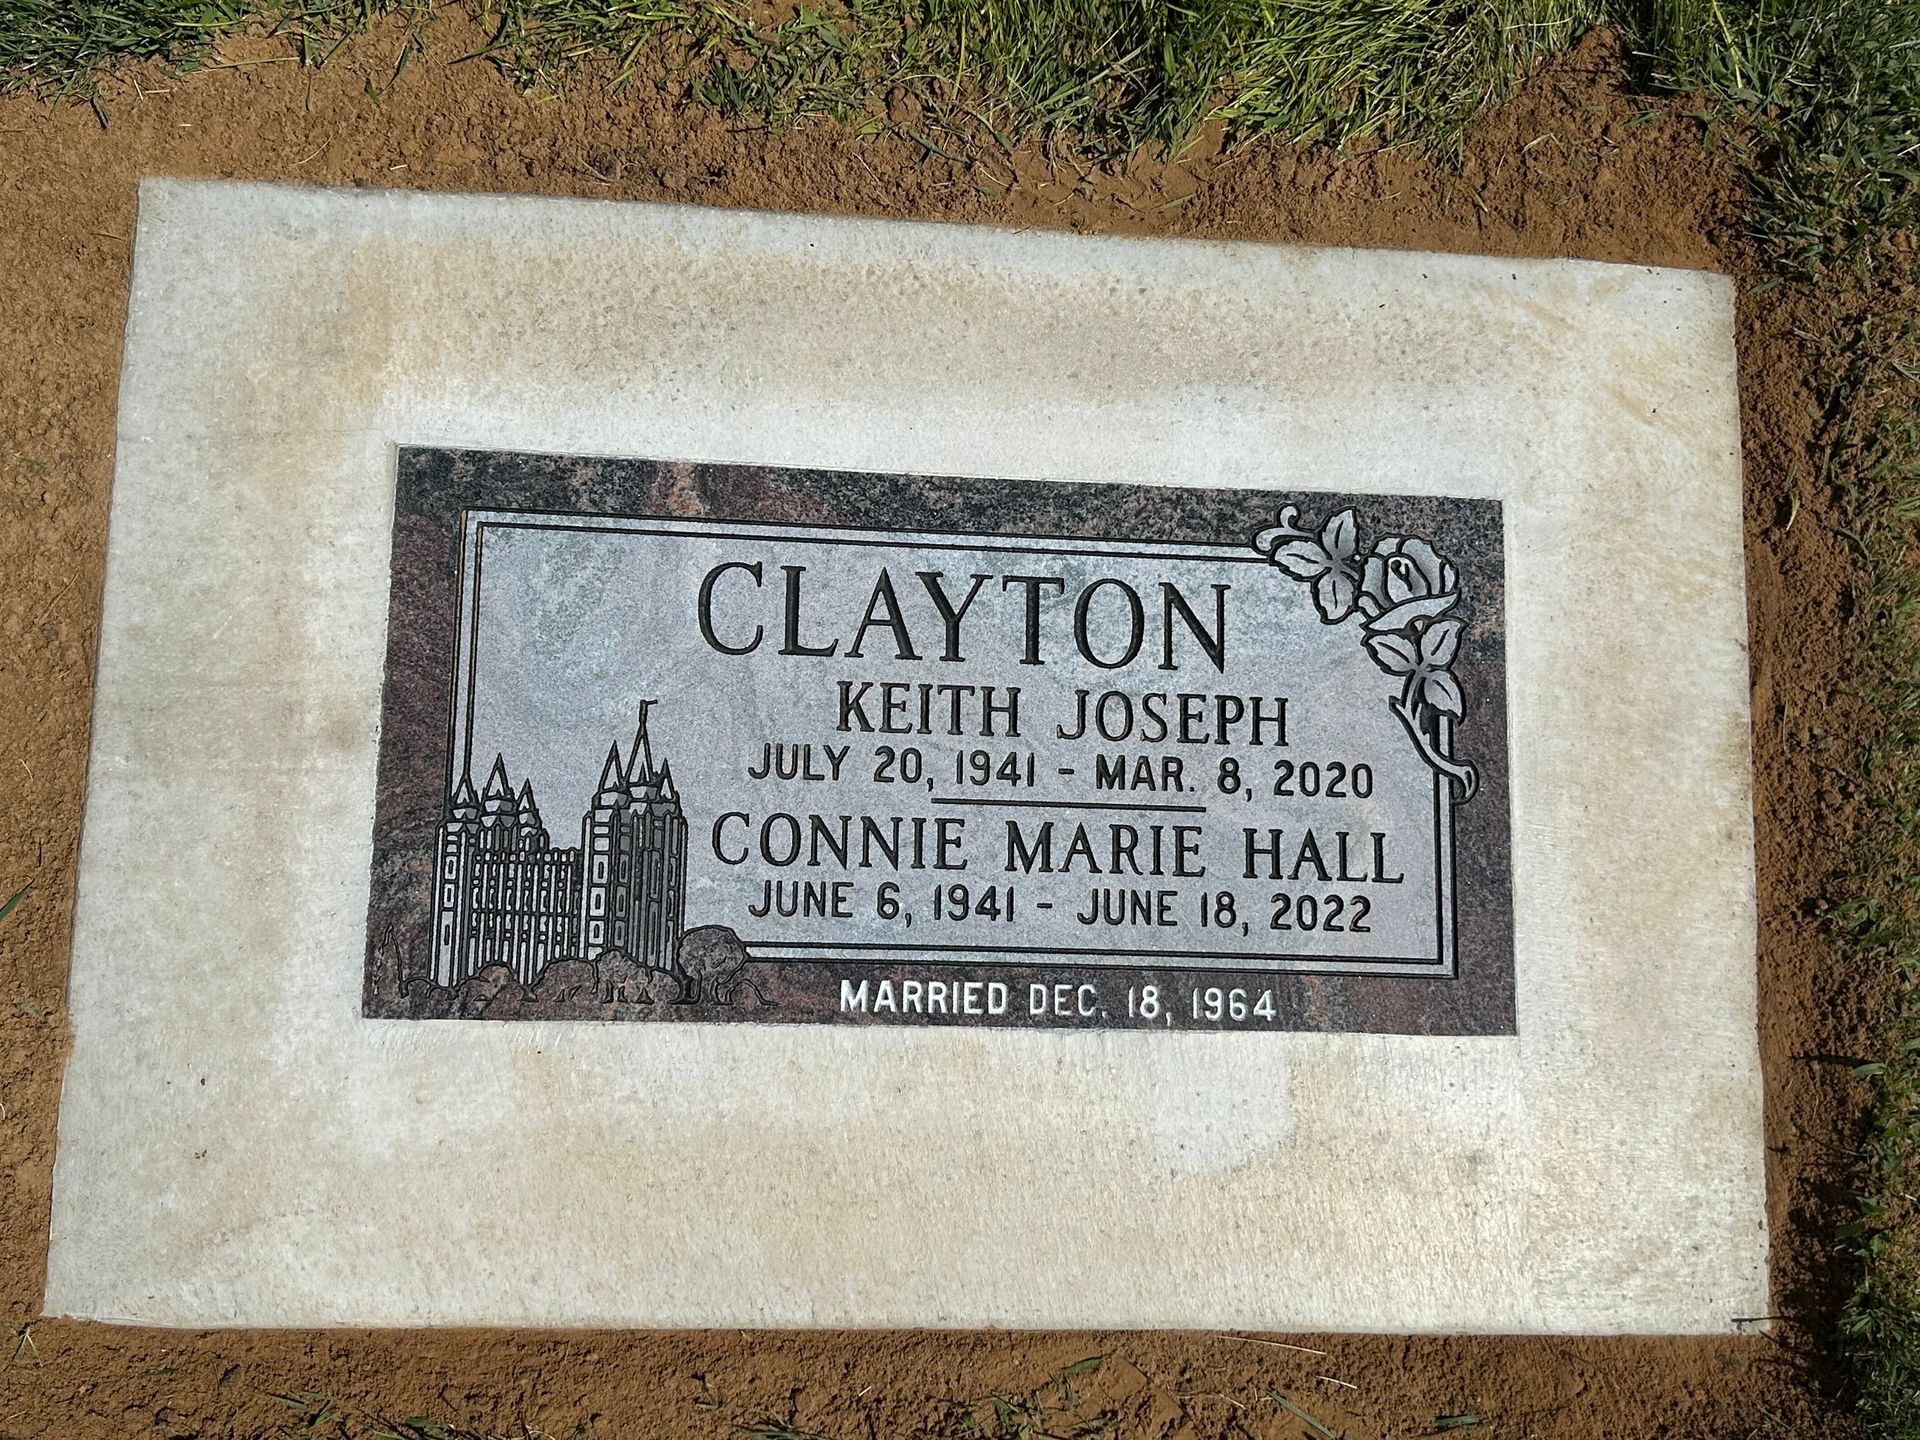 CLAYTON
KEITH JOSEPH
JULY 20, 1941 - MAR. 8, 2020
CONNIE MARIE HALL
JUNE 6, 1941 - JUNE 18, 2022
MARRIED DEC. 18, 1964